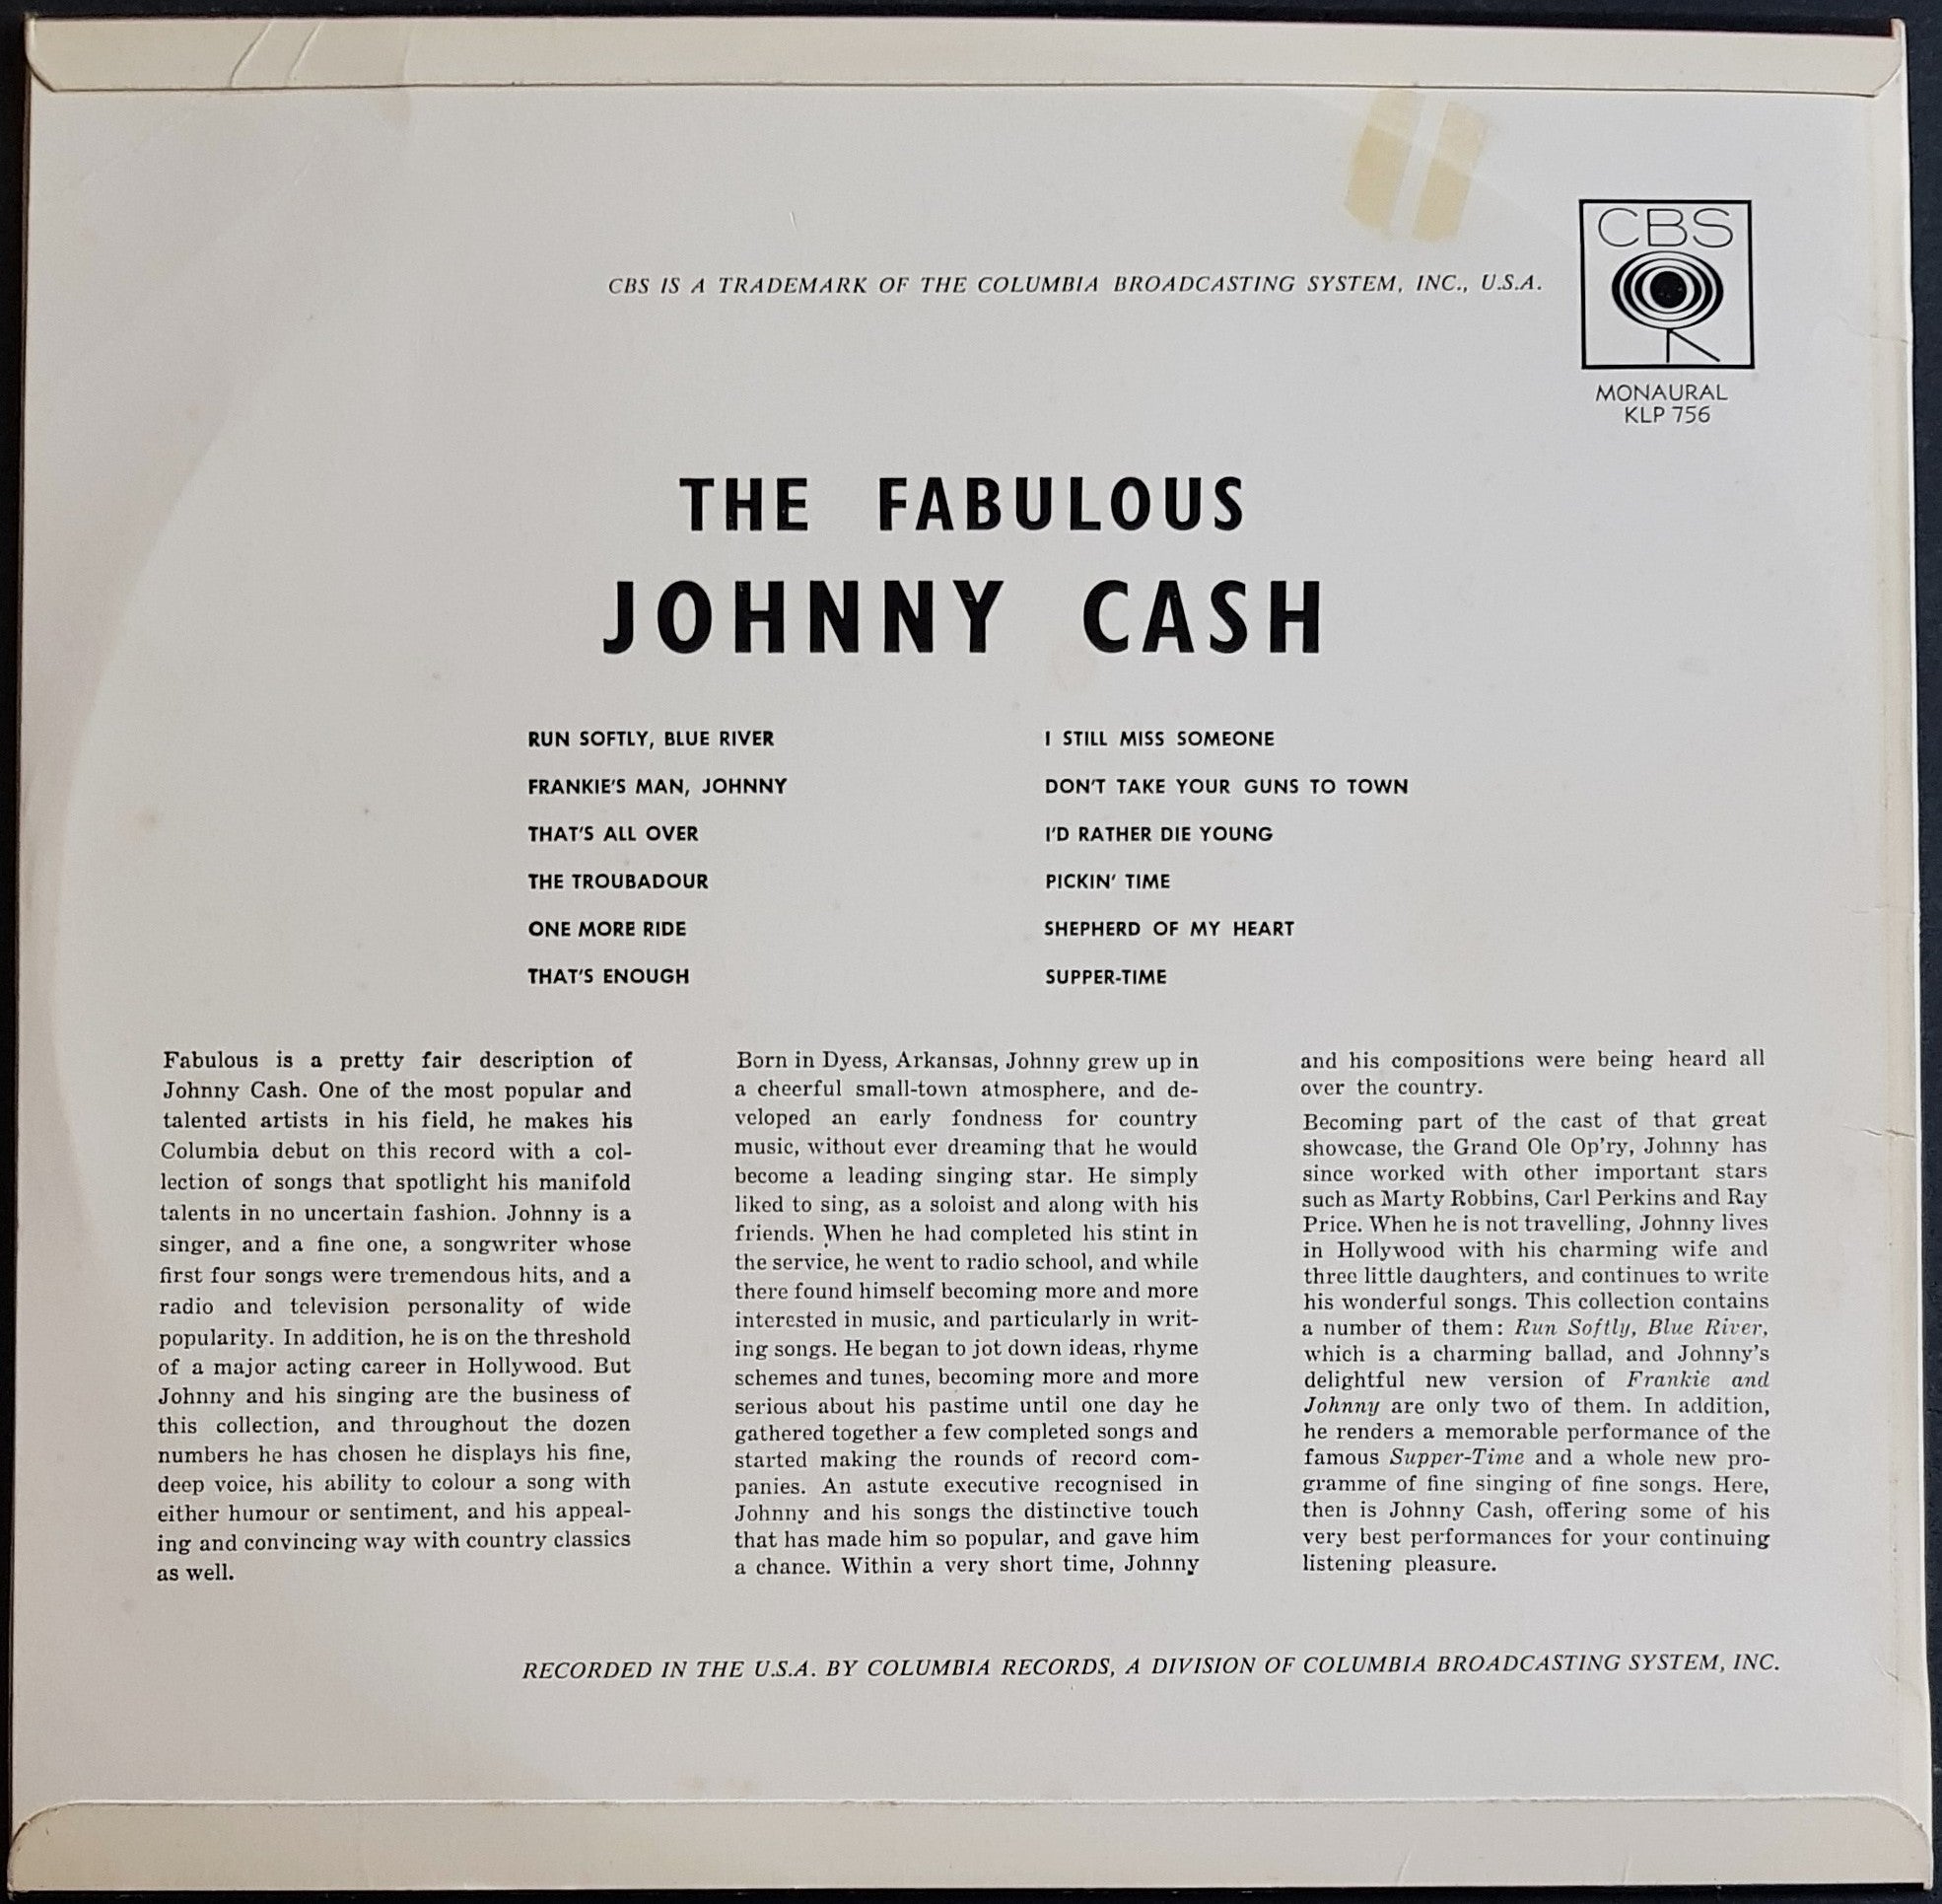 CBS
CBS IS A TRADEMARK OF THE COLUMBIA BROADCASTING SYSTEM, INC., U.S.A.
MONAURAL
KLP 756
THE FABULOUS
JOHNNY CASH
RUN SOFTLY, BLUE RIVER
FRANKIE'S MAN, JOHNNY
THAT'S ALL OVER
THE TROUBADOUR
ONE MORE RIDE
THAT'S ENOUGH
I STILL MISS SOMEONE
DON'T TAKE YOUR GUNS TO TOWN
I'D RATHER DIE YOUNG
PICKIN' TIME
SHEPHERD OF MY HEART
SUPPER-TIME
Fabulous is a pretty fair description of
Johnny Cash. One of the most popular and
talented artists in his field, he makes his
Columbia debut on this record with a col-
lection of songs that spotlight his manifold
talents in no uncertain fashion. Johnny is a
singer, and a fine one, a songwriter whose
first four songs were tremendous hits, and a
radio and television personality of wide
popularity. In addition, he is on the threshold
of a major acting career in Hollywood. But
Johnny and his singing are the business of
this collection, and throughout the dozen
numbers he has chosen he displays his fine,
deep voice, his ability to colour a song with
either humour or sentiment, and his appeal-
ing and convincing way with country classics
as well.
Born in Dyess, Arkansas, Johnny grew up in
a cheerful small-town atmosphere, and de-
veloped an early fondness for country
music, without ever dreaming that he would
become a leading singing star. He simply
liked to sing, as a soloist and along with his
friends. When he had completed his stint in
the service, he went to radio school, and while
there found himself becoming more and more
interested in music, and particularly in writ-
ing songs. He began to jot down ideas, rhyme
schemes and tunes, becoming more and more
serious about his pastime until one day he
gathered together a few completed songs and
started making the rounds of record com-
panies. An astute executive recognised in
Johnny and his songs the distinctive touch
that has made him so popular, and gave him
a chance. Within a very short time, Johnny
and his compositions were being heard all
over the country.
Becoming part of the cast of that great
showcase, the Grand Ole Op'ry, Johnny has
since worked with other important stars
such as Marty Robbins, Carl Perkins and Ray
Price. When he is not travelling, Johnny lives
in Hollywood with his charming wife and
three little daughters, and continues to write
his wonderful songs. This collection contains
a number of them: Run Softly, Blue River,
which is a charming ballad, and Johnny's
delightful new version of Frankie and
Johnny are only two of them. In addition,
he renders a memorable performance of the
famous Supper-Time and a whole new pro-
gramme of fine singing of fine songs. Here,
then is Johnny Cash, offering some of his
very best performances for your continuing
listening pleasure.
RECORDED IN THE U.S.A. BY COLUMBIA RECORDS, A DIVISION OF COLUMBIA BROADCASTING SYSTEM, INC.